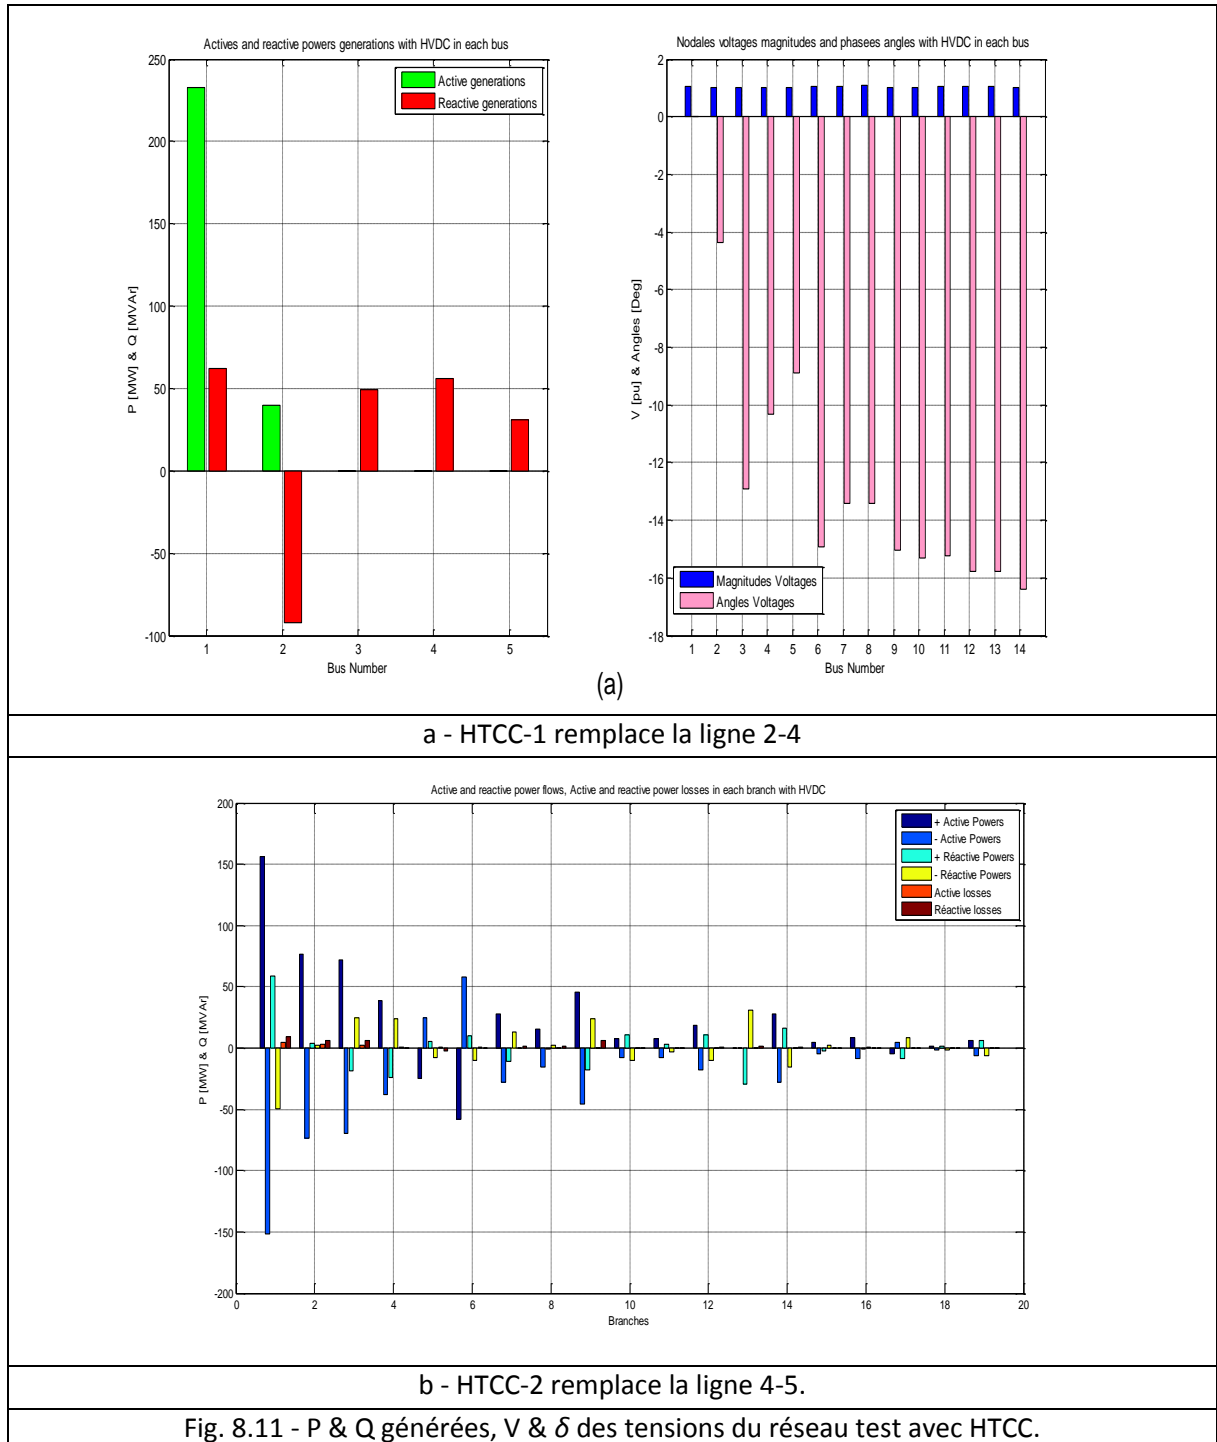 Actives and reactive powers generations with HVDC in each bus
250
200
150
100
50
0
-50
-100
P [MW] & Q [MVAr]
Active generations
Reactive generations
1 2 3 4 5
Bus Number
Nodales voltages magnitudes and phasees angles with HVDC in each bus
2
0
-2
-4
-6
-8
-10
-12
-14
-16
-18
V [pu] & Angles [Deg]
Magnitudes Voltages
Angles Voltages
1 2 3 4 5 6 7 8 9 10 11 12 13 14
Bus Number
(a)
a - HTCC-1 remplace la ligne 2-4
Active and reactive power flows, Active and reactive power losses in each branch with HVDC
200
150
100
50
0
-50
-100
-150
-200
P [MW] & Q [MVAr]
+ Active Powers
- Active Powers
+ Réactive Powers
- Réactive Powers
Active losses
Réactive losses
0 2 4 6 8 10 12 14 16 18 20
Branches
b - HTCC-2 remplace la ligne 4-5.
Fig. 8.11 - P & Q générées, V & δ des tensions du réseau test avec HTCC.